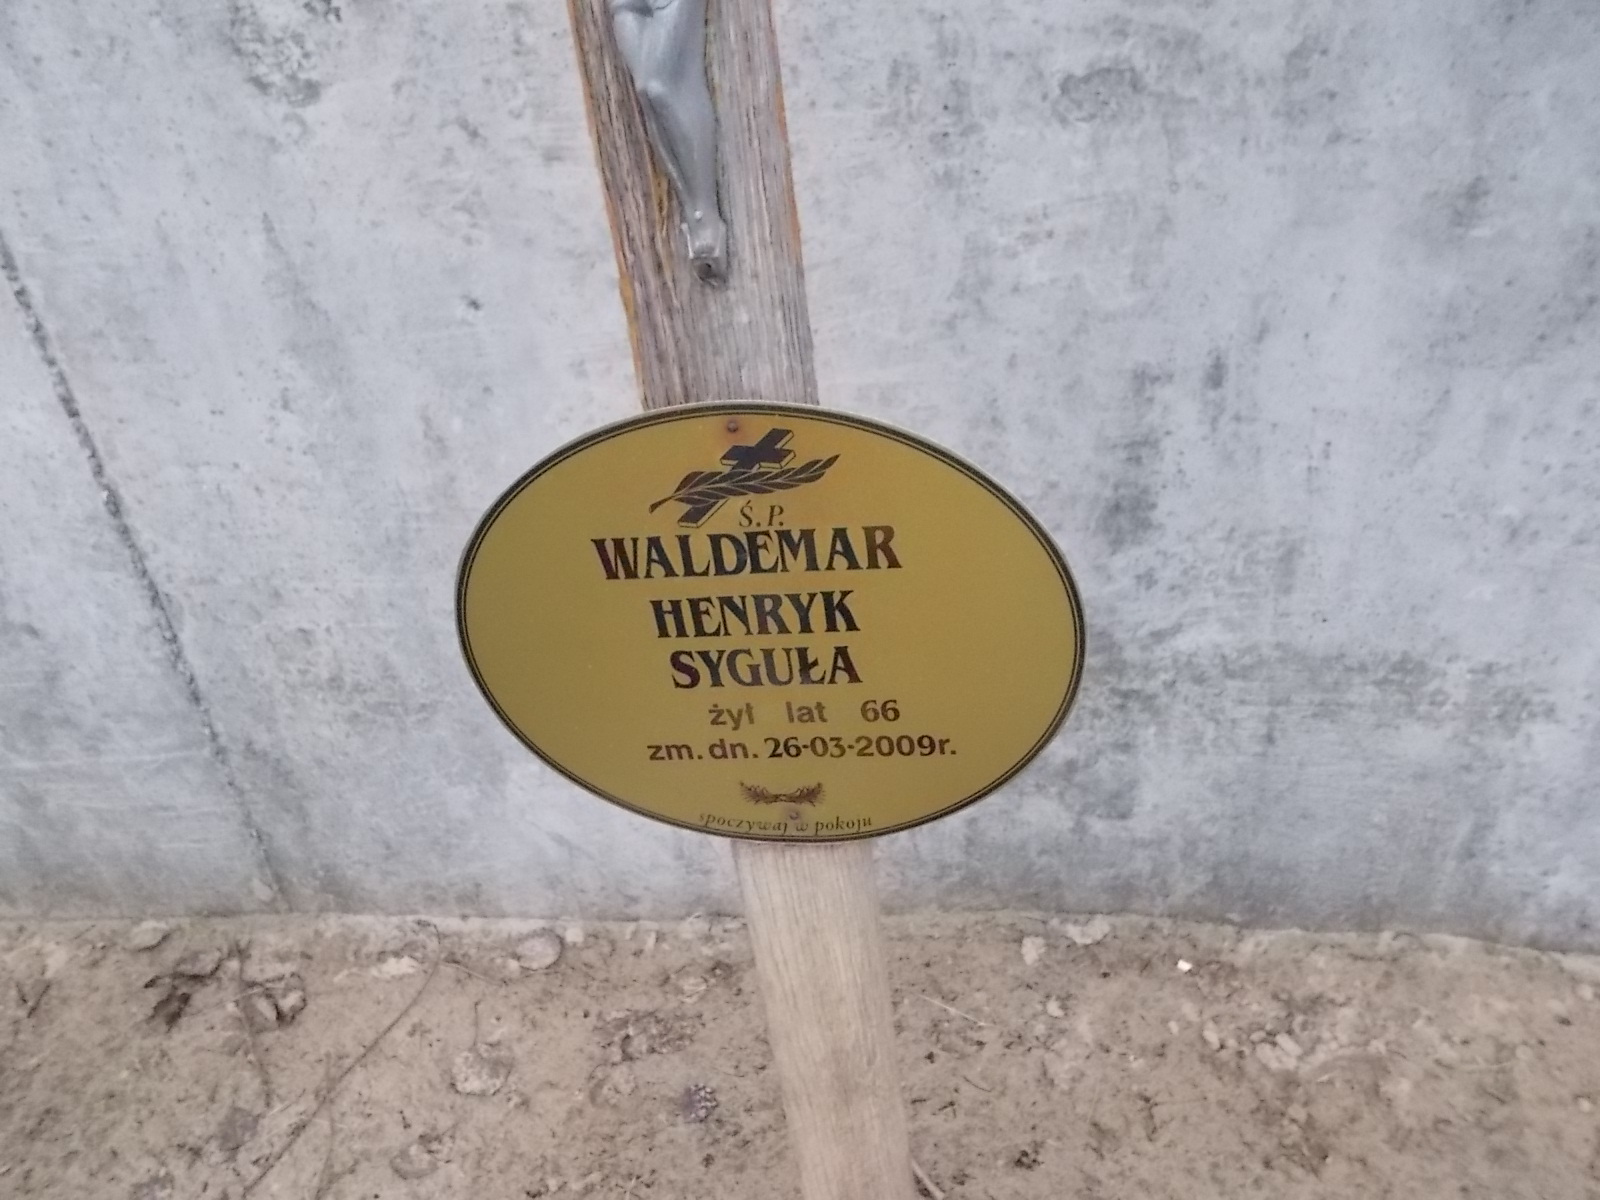 Ś.P.
WALDEMAR
HENRYK
SYGUŁA
żył lat 66
zm. dn. 26-03-2009r.
spoczywaj w pokoju